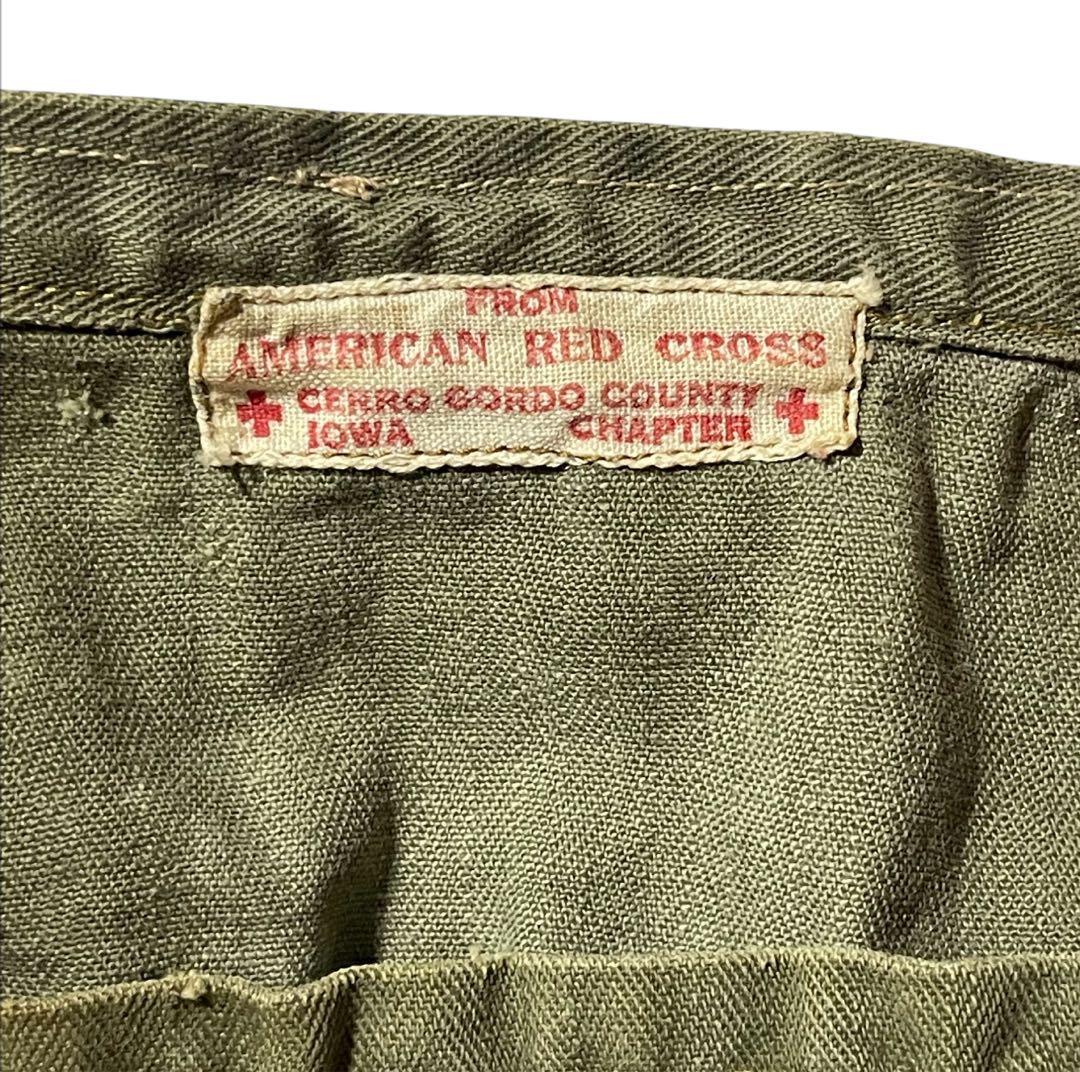 FROM
AMERICAN RED CROSS
CERRO GORDO COUNTY
IOWA CHAPTER